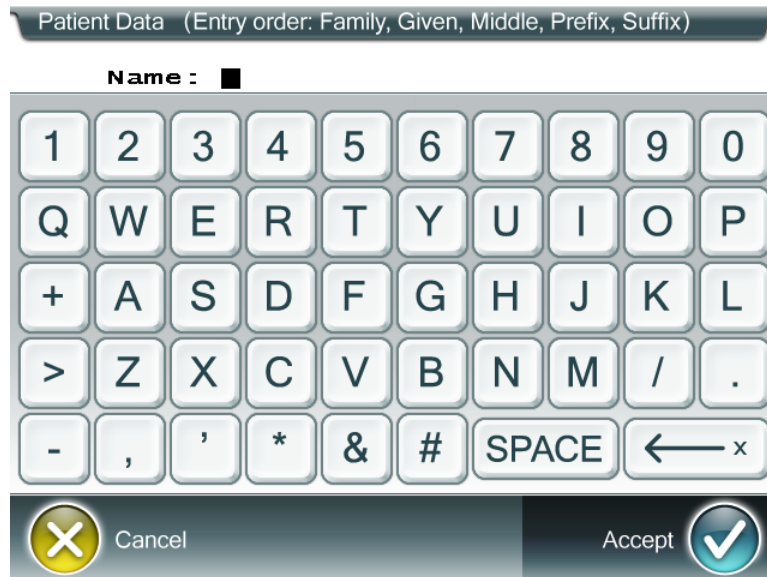 Patient Data (Entry order: Family, Given, Middle, Prefix, Suffix)
Name:
1 2 3 4 5 6 7 8 9 0
Q W E R T Y U I O P
+ A S D F G H J K L
> Z X C V B N M / .
- , ’ * & # SPACE ← x
Cancel Accept